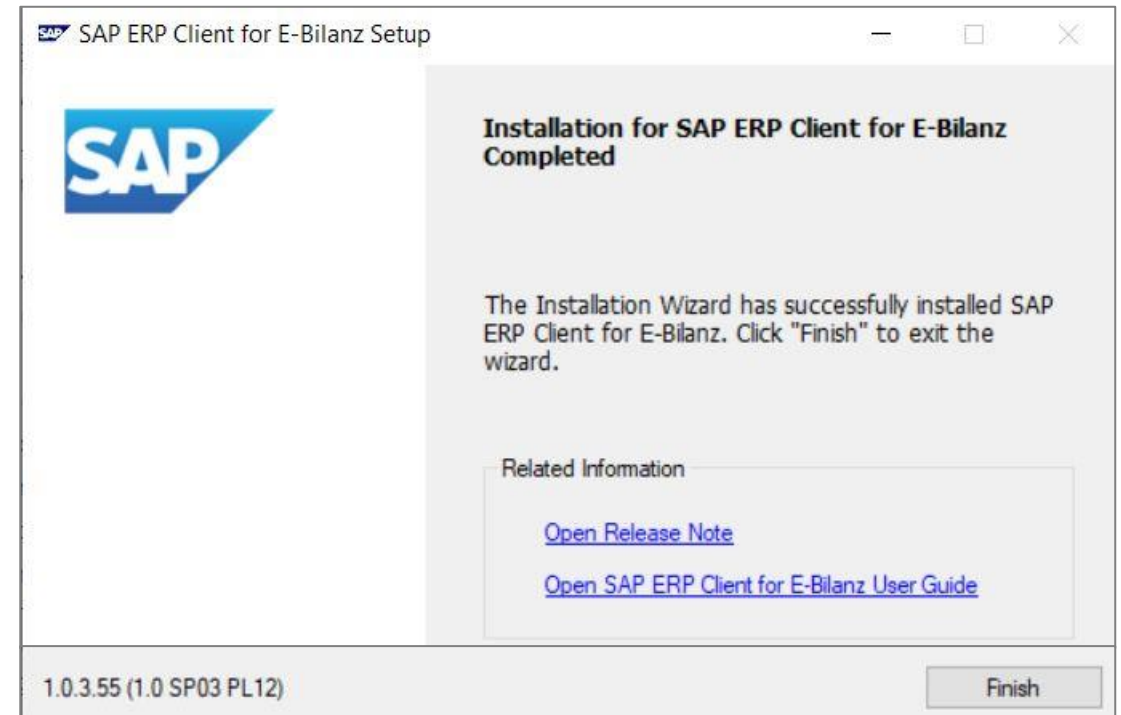 SAP SAP ERP Client for E-Bilanz Setup
SAP
Installation for SAP ERP Client for E-Bilanz
Completed
The Installation Wizard has successfully installed SAP
ERP Client for E-Bilanz. Click "Finish" to exit the
wizard.
Related Information
Open Release Note
Open SAP ERP Client for E-Bilanz User Guide
1.0.3.55 (1.0 SP03 PL12)
Finish